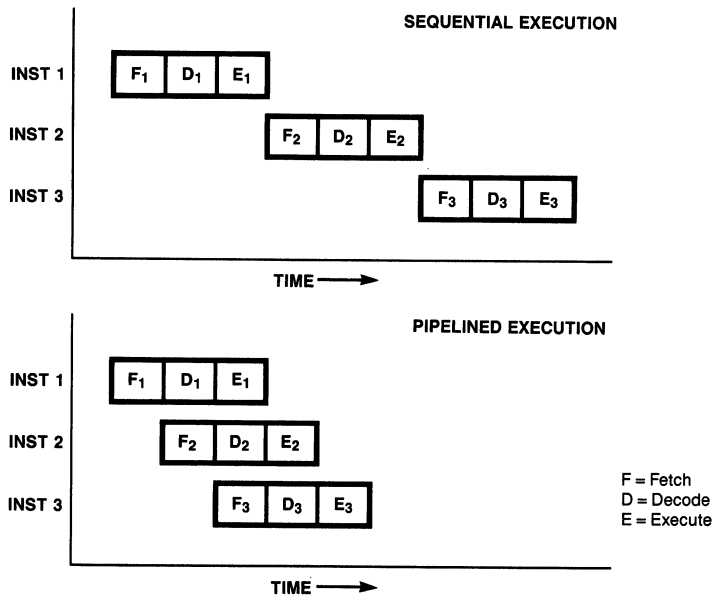 SEQUENTIAL EXECUTION
INST 1 F₁ D₁ E₁
INST 2 F₂ D₂ E₂
INST 3 F₃ D₃ E₃
TIME
PIPELINED EXECUTION
INST 1 F₁ D₁ E₁
INST 2 F₂ D₂ E₂
INST 3 F₃ D₃ E₃
F = Fetch
D = Decode
E = Execute
TIME